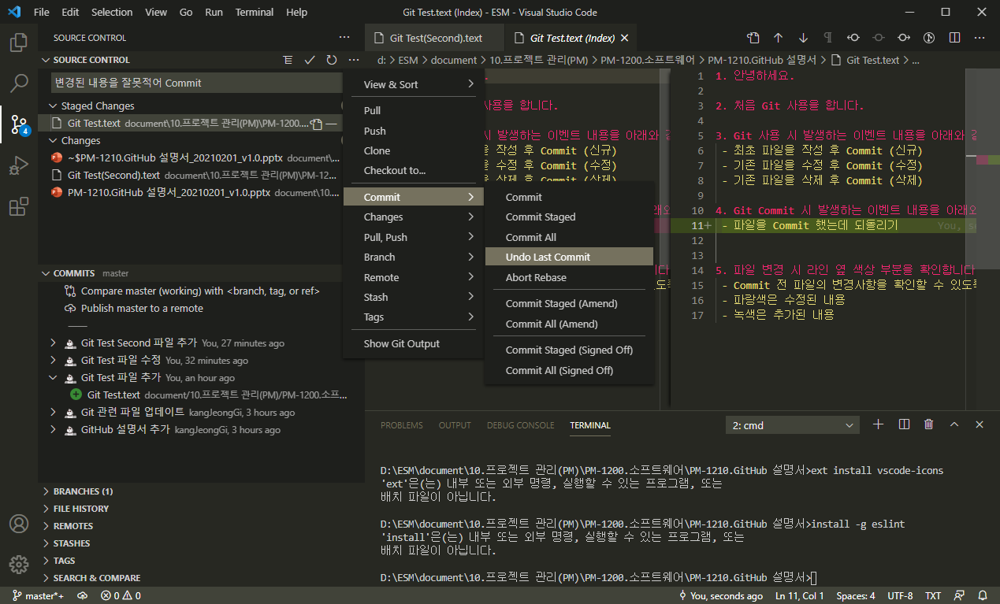 File Edit Selection View Go Run Terminal Help
Git Test.text (Index) - ESM - Visual Studio Code
SOURCE CONTROL
SOURCE CONTROL
변경된 내용을 잘못적어 Commit
Staged Changes
Git Test.text document\10.프로젝트 관리(PM)\PM-1200....
Changes
~$PM-1210.GitHub 설명서_20210201_v1.0.pptx document\...
Git Test(Second).text document\10.프로젝트 관리(PM)\PM-12...
PM-1210.GitHub 설명서_20210201_v1.0.pptx document\10....
4
COMMITS master
Compare master (working) with <branch, tag, or ref>
Publish master to a remote
Git Test Second 파일 추가 You, 27 minutes ago
Git Test 파일 수정 You, 32 minutes ago
Git Test 파일 추가 You, an hour ago
Git Test.text document/10.프로젝트 관리(PM)/PM-1200.소프...
Git 관련 파일 업데이트 kangJeongGi, 3 hours ago
GitHub 설명서 추가 kangJeongGi, 3 hours ago
BRANCHES (1)
FILE HISTORY
REMOTES
STASHES
TAGS
SEARCH & COMPARE
Git Test(Second).text
Git Test.text (Index)
d: > ESM > document > 10.프로젝트 관리(PM) > PM-1200.소프트웨어 > PM-1210.GitHub 설명서 > Git Test.text > ...
View & Sort
Pull
Push
Clone
Checkout to...
Commit
Changes
Pull, Push
Branch
Remote
Stash
Tags
Show Git Output
Commit
Commit Staged
Commit All
Undo Last Commit
Abort Rebase
Commit Staged (Amend)
Commit All (Amend)
Commit Staged (Signed Off)
Commit All (Signed Off)
사용을 합니다.
시 발생하는 이벤트 내용을 아래와
작성 후 Commit (신규)
수정 후 Commit (수정)
삭제 후 Commit (삭제)
1 1. 안녕하세요.
2
3 2. 처음 Git 사용을 합니다.
4
5 3. Git 사용 시 발생하는 이벤트 내용을 아래와
6 - 최초 파일을 작성 후 Commit (신규)
7 - 기존 파일을 수정 후 Commit (수정)
8 - 기존 파일을 삭제 후 Commit (삭제)
9
10 4. Git Commit 시 발생하는 이벤트 내용을 아래와
11+ - 파일을 Commit 했는데 되돌리기 You, se
12
13
14 5. 파일 변경 시 라인 옆 색상 부분을 확인합니다
15 - Commit 전 파일의 변경사항을 확인할 수 있도록
16 - 파랑색은 수정된 내용
17 - 녹색은 추가된 내용
PROBLEMS OUTPUT DEBUG CONSOLE TERMINAL
2: cmd
D:\ESM\document\10.프로젝트 관리(PM)\PM-1200.소프트웨어\PM-1210.GitHub 설명서>ext install vscode-icons
'ext'은(는) 내부 또는 외부 명령, 실행할 수 있는 프로그램, 또는
배치 파일이 아닙니다.
D:\ESM\document\10.프로젝트 관리(PM)\PM-1200.소프트웨어\PM-1210.GitHub 설명서>install -g eslint
'install'은(는) 내부 또는 외부 명령, 실행할 수 있는 프로그램, 또는
배치 파일이 아닙니다.
D:\ESM\document\10.프로젝트 관리(PM)\PM-1200.소프트웨어\PM-1210.GitHub 설명서>
master*+
0
0
You, seconds ago
Ln 11, Col 1
Spaces: 4
UTF-8
TXT